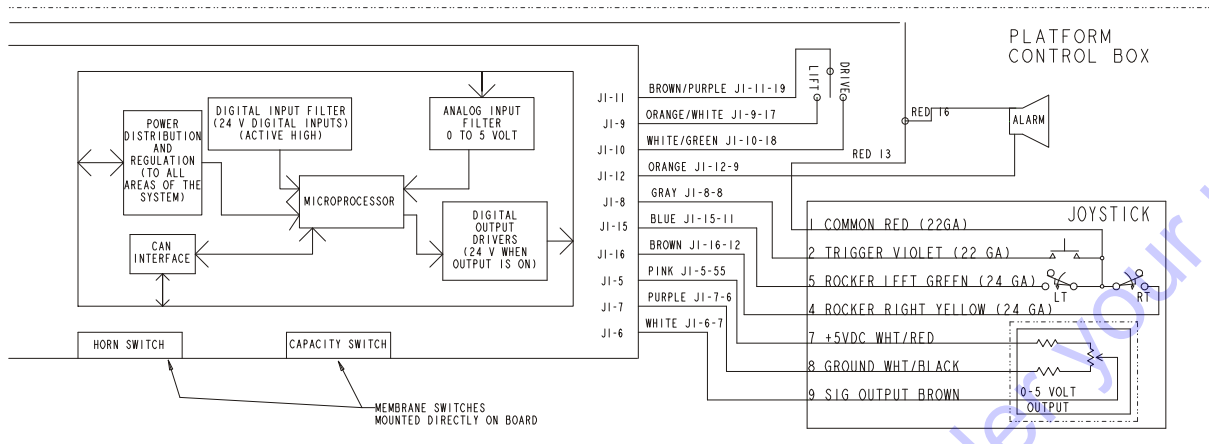 PLATFORM
CONTROL BOX
DRIVE
LIFT
J1-11
BROWN/PURPLE J1-11-19
J1-9
ORANGE/WHITE J1-9-17
J1-10
WHITE/GREEN J1-10-18
RED 13
RED 16
ALARM
J1-12
ORANGE J1-12-9
J1-8
GRAY J1-8-8
J1-15
BLUE J1-15-11
J1-16
BROWN J1-16-12
J1-5
PINK J1-5-55
J1-7
PURPLE J1-7-6
J1-6
WHITE J1-6-7
POWER
DISTRIBUTION
AND
REGULATION
(TO ALL
AREAS OF THE
SYSTEM)
DIGITAL INPUT FILTER
(24 V DIGITAL INPUTS)
(ACTIVE HIGH)
ANALOG INPUT
FILTER
0 TO 5 VOLT
MICROPROCESSOR
CAN
INTERFACE
DIGITAL
OUTPUT
DRIVERS
(24 V WHEN
OUTPUT IS ON)
HORN SWITCH
CAPACITY SWITCH
MEMBRANE SWITCHES
MOUNTED DIRECTLY ON BOARD
JOYSTICK
1 COMMON RED (22GA)
2 TRIGGER VIOLET (22 GA)
5 ROCKER LEFT GREEN (24 GA)
LT
RT
4 ROCKER RIGHT YELLOW (24 GA)
7 +5VDC WHT/RED
8 GROUND WHT/BLACK
9 SIG OUTPUT BROWN
0-5 VOLT
OUTPUT